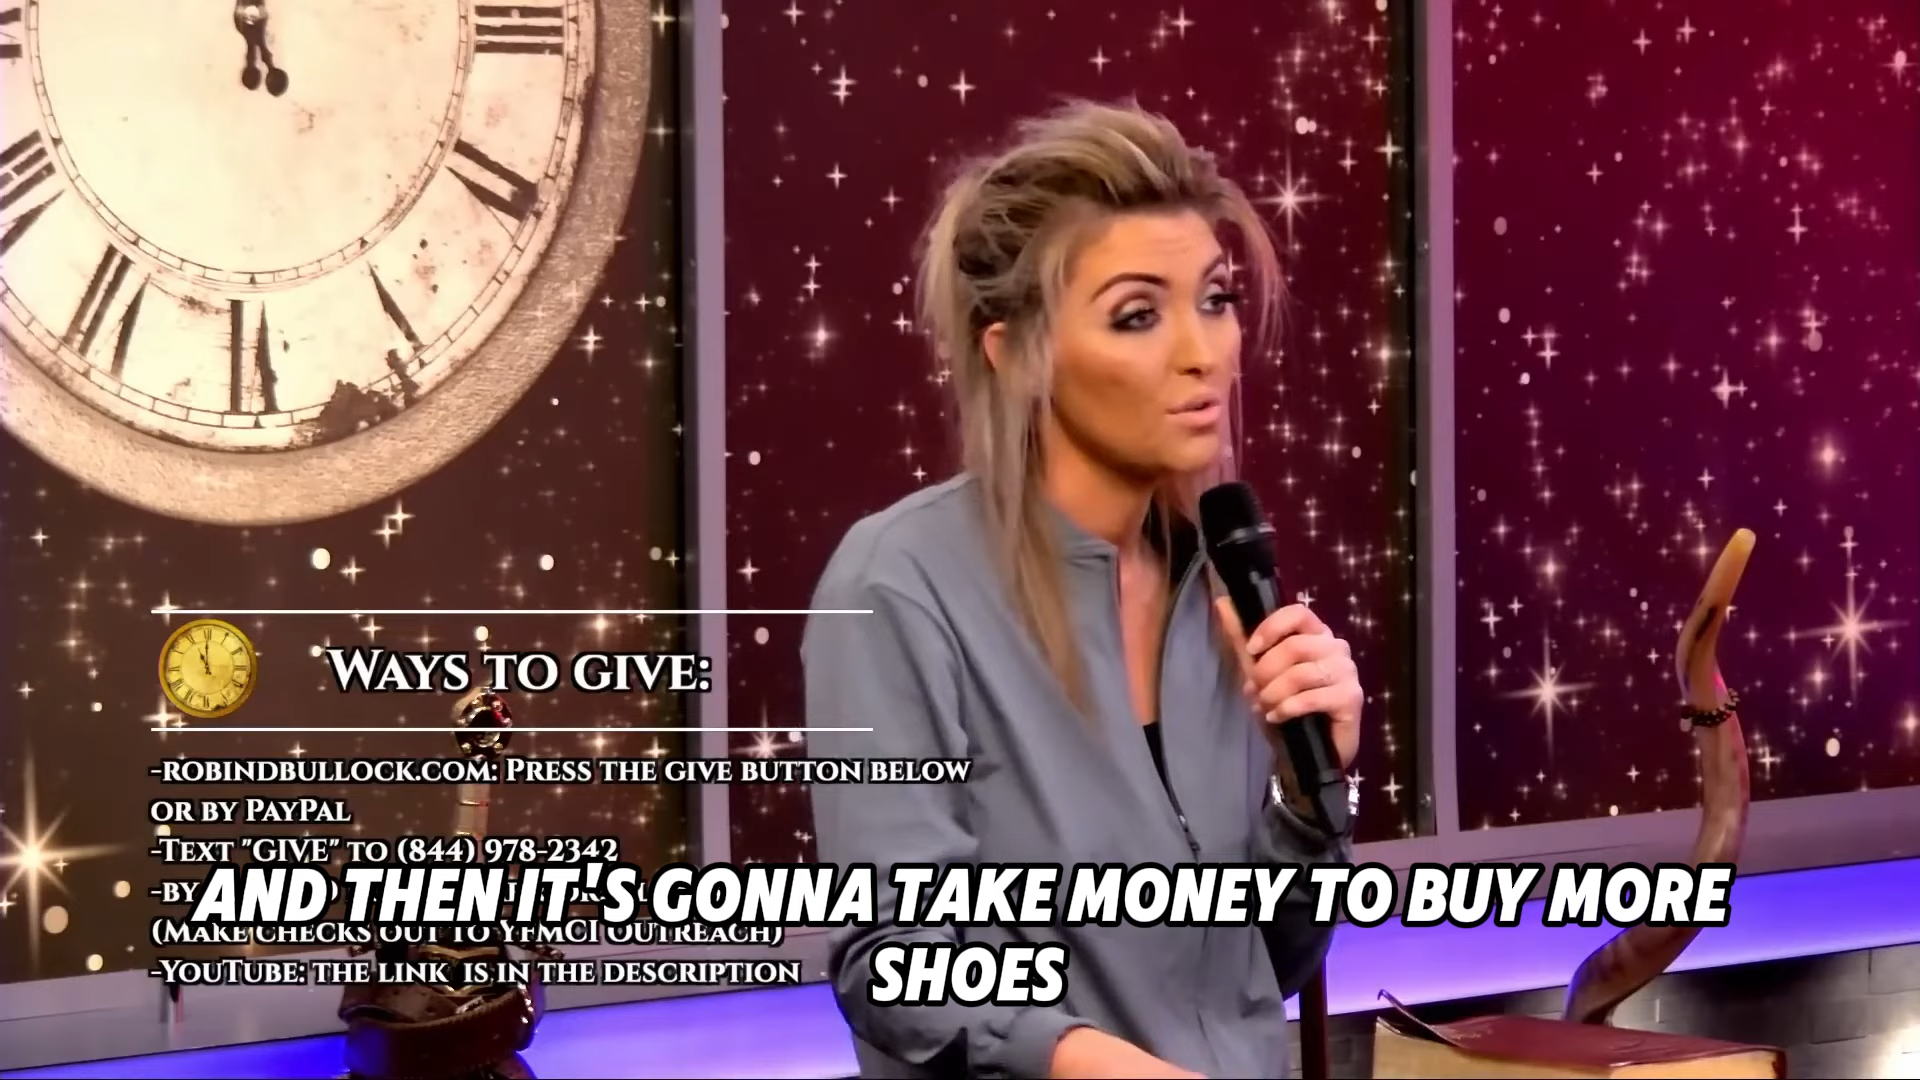 Ways to give:
-robindbullock.com: Press the give button below
or by PayPal
-Text "GIVE" to (844) 978-2342
-by
AND THEN IT'S GONNA TAKE MONEY TO BUY MORE
(Make checks out to YFMCI Outreach)
-YouTube: the link is in the description
SHOES